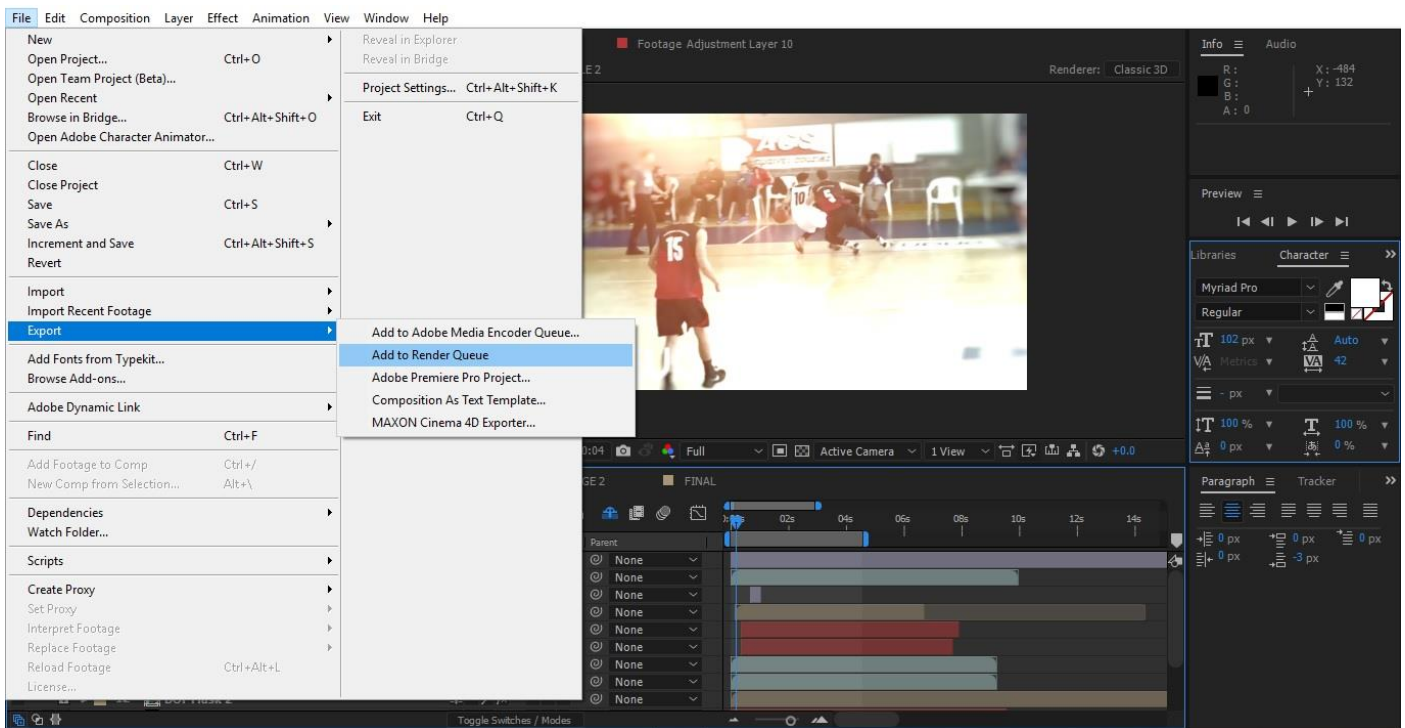 File Edit Composition Layer Effect Animation View Window Help
New
Open Project... Ctrl+O
Open Team Project (Beta)...
Open Recent
Browse in Bridge... Ctrl+Alt+Shift+O
Open Adobe Character Animator...
Close Ctrl+W
Close Project
Save Ctrl+S
Save As
Increment and Save Ctrl+Alt+Shift+S
Revert
Import
Import Recent Footage
Export
Add Fonts from Typekit...
Browse Add-ons...
Adobe Dynamic Link
Find Ctrl+F
Add Footage to Comp Ctrl+/
New Comp from Selection... Alt+\
Dependencies
Watch Folder...
Scripts
Create Proxy
Set Proxy
Interpret Footage
Replace Footage
Reload Footage Ctrl+Alt+L
License...
Reveal in Explorer
Reveal in Bridge
Project Settings... Ctrl+Alt+Shift+K
Exit Ctrl+Q
Add to Adobe Media Encoder Queue...
Add to Render Queue
Adobe Premiere Pro Project...
Composition As Text Template...
MAXON Cinema 4D Exporter...
Footage Adjustment Layer 10
E 2 Renderer: Classic 3D
10 5
15
0:04 Full Active Camera 1 View +0.0
GE 2 FINAL
02s 04s 06s 08s 10s 12s 14s
Parent
None
None
None
None
None
None
None
None
None
Toggle Switches / Modes
Info Audio
R: X: -484
G: Y: 132
B:
A: 0
Preview
Libraries Character
Myriad Pro
Regular
102 px Auto
Metrics 42
- px
100 % 100 %
0 px 0 %
Paragraph Tracker
0 px 0 px 0 px
0 px -3 px